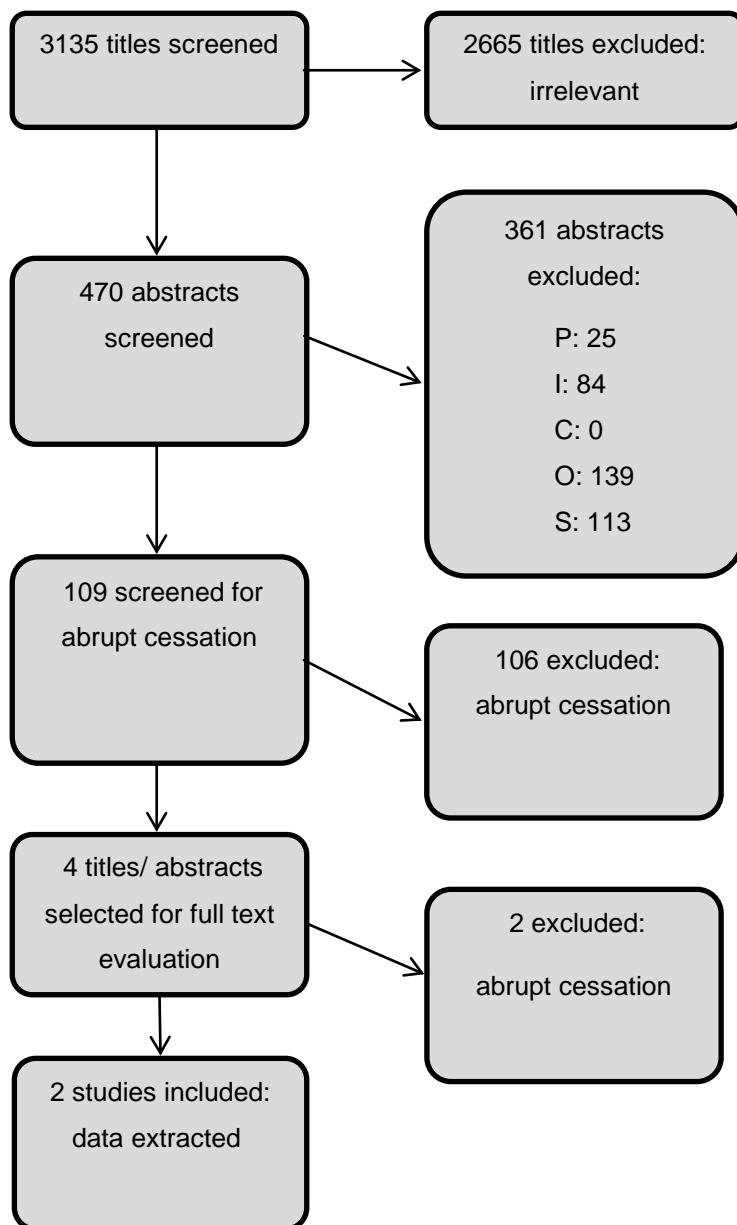 3135 titles screened
2665 titles excluded:
irrelevant
470 abstracts
screened
361 abstracts
excluded:
P: 25
I: 84
C: 0
O: 139
S: 113
109 screened for
abrupt cessation
106 excluded:
abrupt cessation
4 titles/ abstracts
selected for full text
evaluation
2 excluded:
abrupt cessation
2 studies included:
data extracted